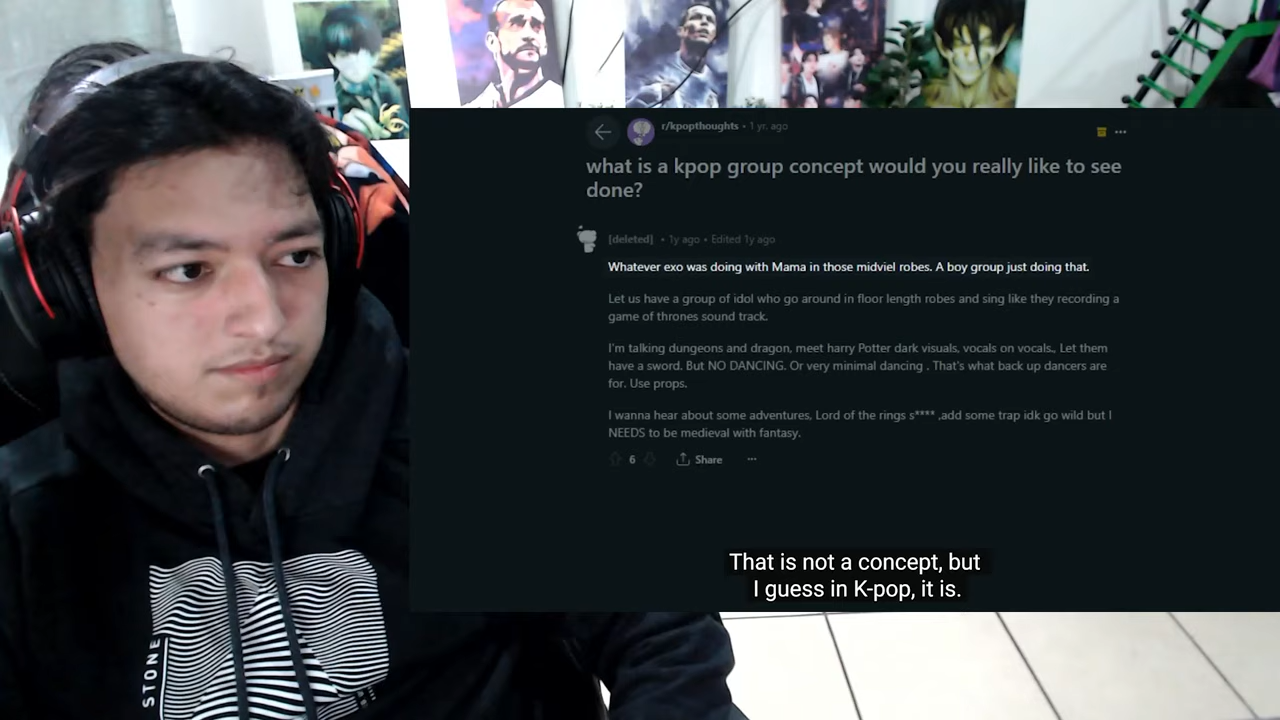 r/kpopthoughts • 1 yr. ago
what is a kpop group concept would you really like to see
done?
[deleted] • 1y ago • Edited 1y ago
Whatever exo was doing with Mama in those midviel robes. A boy group just doing that.
Let us have a group of idol who go around in floor length robes and sing like they recording a
game of thrones sound track.
I'm talking dungeons and dragon, meet harry Potter dark visuals, vocals on vocals., Let them
have a sword. But NO DANCING. Or very minimal dancing . That's what back up dancers are
for. Use props.
I wanna hear about some adventures, Lord of the rings s**** ,add some trap idk go wild but I
NEEDS to be medieval with fantasy.
6 Share
That is not a concept, but
I guess in K-pop, it is.
STONE